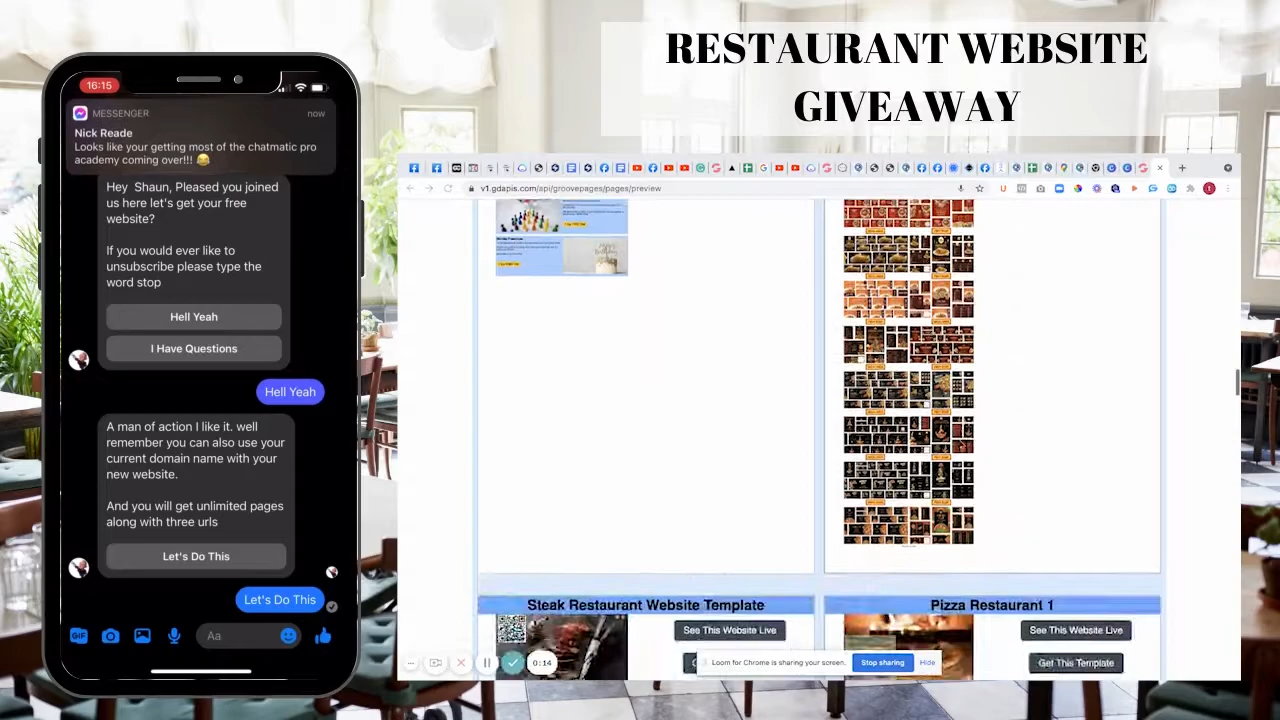 RESTAURANT WEBSITE
GIVEAWAY
16:15
MESSENGER
now
Nick Reade
Looks like your getting most of the chatmatic pro
academy coming over!!! 😂
Hey Shaun, Pleased you joined
us here let's get your free
website?
If you would ever like to
unsubscribe please type the
word stop
Hell Yeah
I Have Questions
Hell Yeah
A man of action I like it. well
remember you can also use your
current domain name with your
new website.
And you will get unlimited pages
along with three urls
Let's Do This
Let's Do This
GIF
Aa
v1.gdapis.com/api/groovepages/pages/preview
Steak Restaurant Website Template
See This Website Live
Pizza Restaurant 1
See This Website Live
Get This Template
0:14
Loom for Chrome is sharing your screen.
Stop sharing
Hide